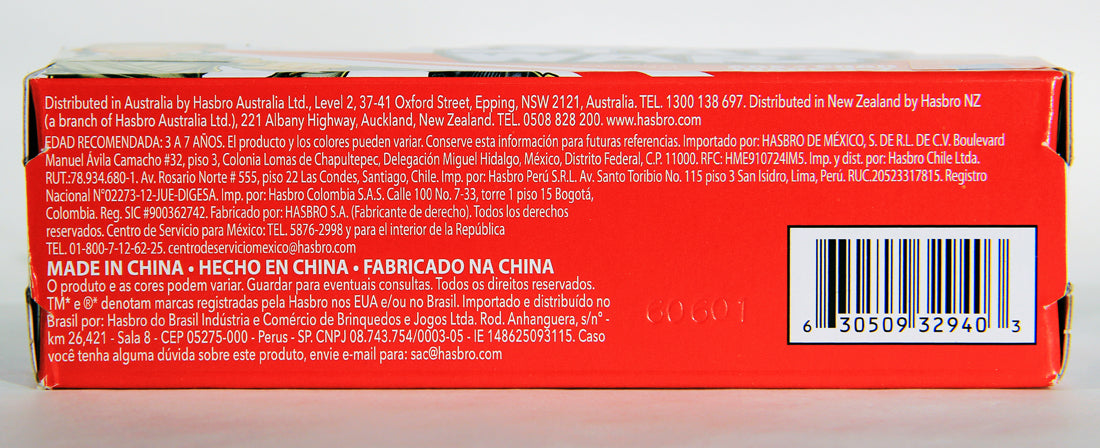 Distributed in Australia by Hasbro Australia Ltd., Level 2, 37-41 Oxford Street, Epping, NSW 2121, Australia. TEL. 1300 138 697. Distributed in New Zealand by Hasbro NZ
(a branch of Hasbro Australia Ltd.), 221 Albany Highway, Auckland, New Zealand. TEL. 0508 828 200. www.hasbro.com
EDAD RECOMENDADA: 3 A 7 AÑOS. El producto y los colores pueden variar. Conserve esta información para futuras referencias. Importado por: HASBRO DE MÉXICO, S. DE R.L. DE C.V. Boulevard
Manuel Ávila Camacho #32, piso 3, Colonia Lomas de Chapultepec, Delegación Miguel Hidalgo, México, Distrito Federal, C.P. 11000. RFC: HME910724IM5. Imp. y dist. por: Hasbro Chile Ltda.
RUT.:78.934.680-1. Av. Rosario Norte # 555, piso 22 Las Condes, Santiago, Chile. Imp. por: Hasbro Perú S.R.L. Av. Santo Toribio No. 115 piso 3 San Isidro, Lima, Perú. RUC.20523317815. Registro
Nacional N°02273-12-JUE-DIGESA. Imp. por: Hasbro Colombia S.A.S. Calle 100 No. 7-33, torre 1 piso 15 Bogotá,
Colombia. Reg. SIC #900362742. Fabricado por: HASBRO S.A. (Fabricante de derecho). Todos los derechos
reservados. Centro de Servicio para México: TEL. 5876-2998 y para el interior de la República
TEL. 01-800-7-12-62-25. centrodeserviciomexico@hasbro.com
MADE IN CHINA • HECHO EN CHINA • FABRICADO NA CHINA
O produto e as cores podem variar. Guardar para eventuais consultas. Todos os direitos reservados.
TM* e ®* denotam marcas registradas pela Hasbro nos EUA e/ou no Brasil. Importado e distribuído no
Brasil por: Hasbro do Brasil Indústria e Comércio de Brinquedos e Jogos Ltda. Rod. Anhanguera, s/nº -
km 26,421 - Sala 8 - CEP 05275-000 - Perus - SP. CNPJ 08.743.754/0003-05 - IE 148625093115. Caso
você tenha alguma dúvida sobre este produto, envie e-mail para: sac@hasbro.com
60601
6 30509 32940 3